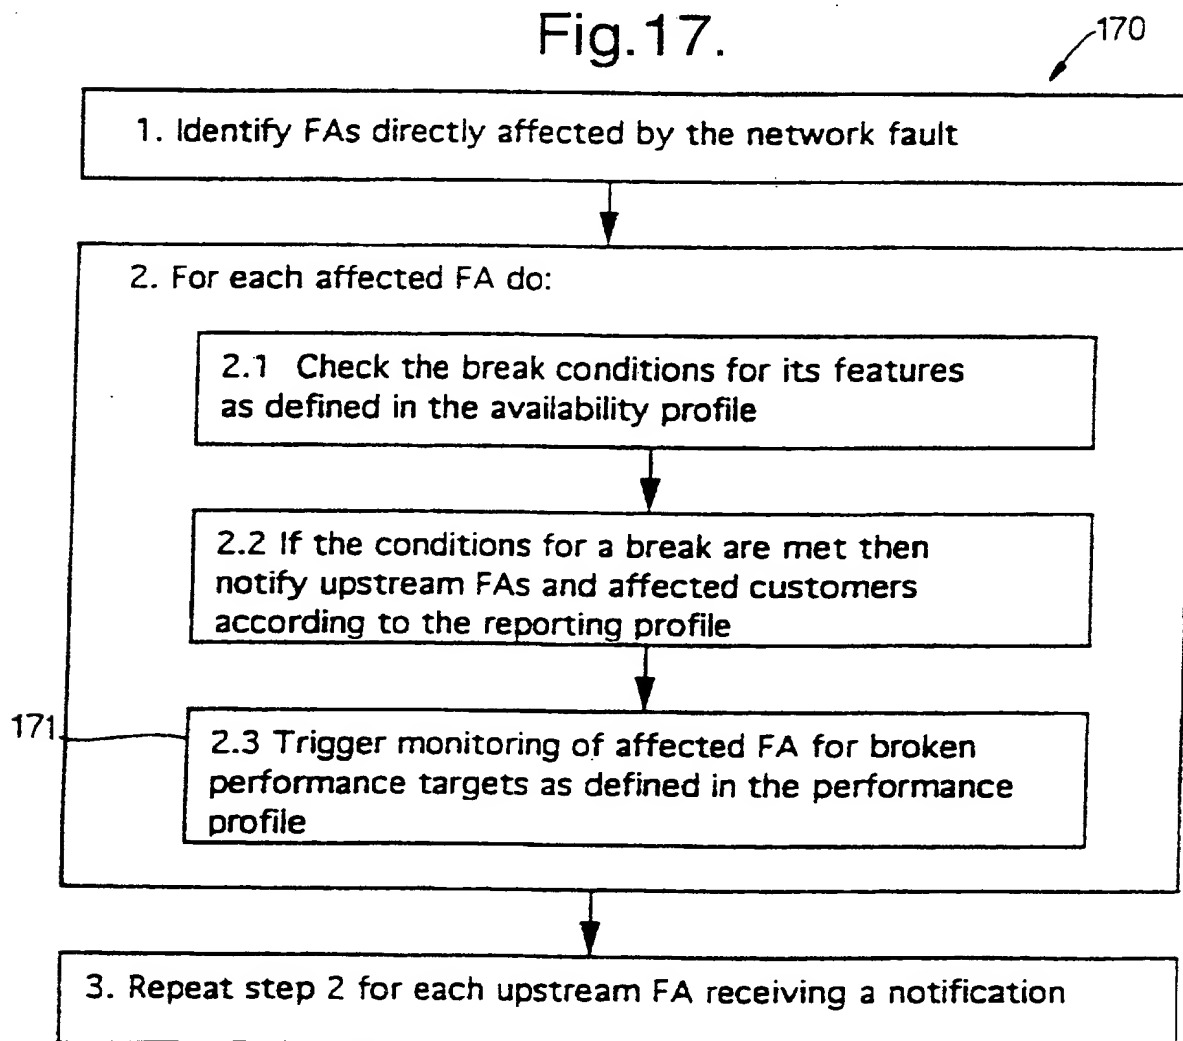 Fig.17.
170
1. Identify FAs directly affected by the network fault
2. For each affected FA do:
2.1 Check the break conditions for its features
as defined in the availability profile
2.2 If the conditions for a break are met then
notify upstream FAs and affected customers
according to the reporting profile
171
2.3 Trigger monitoring of affected FA for broken
performance targets as defined in the performance
profile
3. Repeat step 2 for each upstream FA receiving a notification